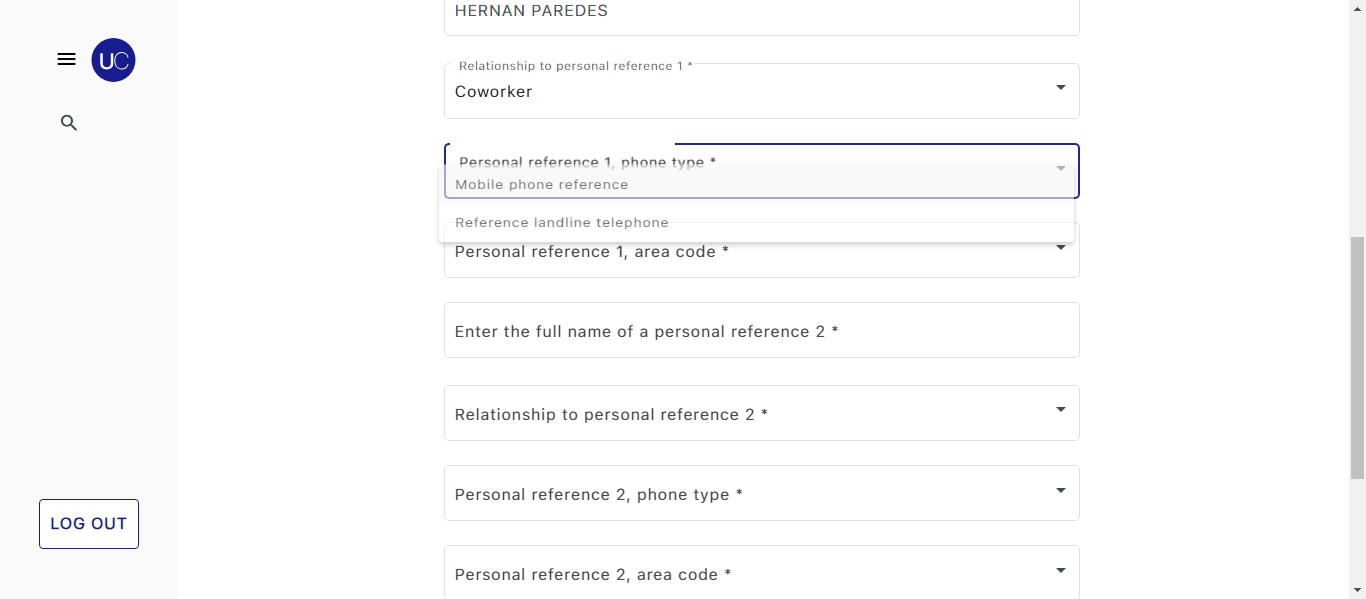 HERNAN PAREDES
UC
Relationship to personal reference 1 *
Coworker
Personal reference 1, phone type *
Mobile phone reference
Reference landline telephone
Personal reference 1, area code *
Enter the full name of a personal reference 2 *
Relationship to personal reference 2 *
Personal reference 2, phone type *
LOG OUT
Personal reference 2, area code *